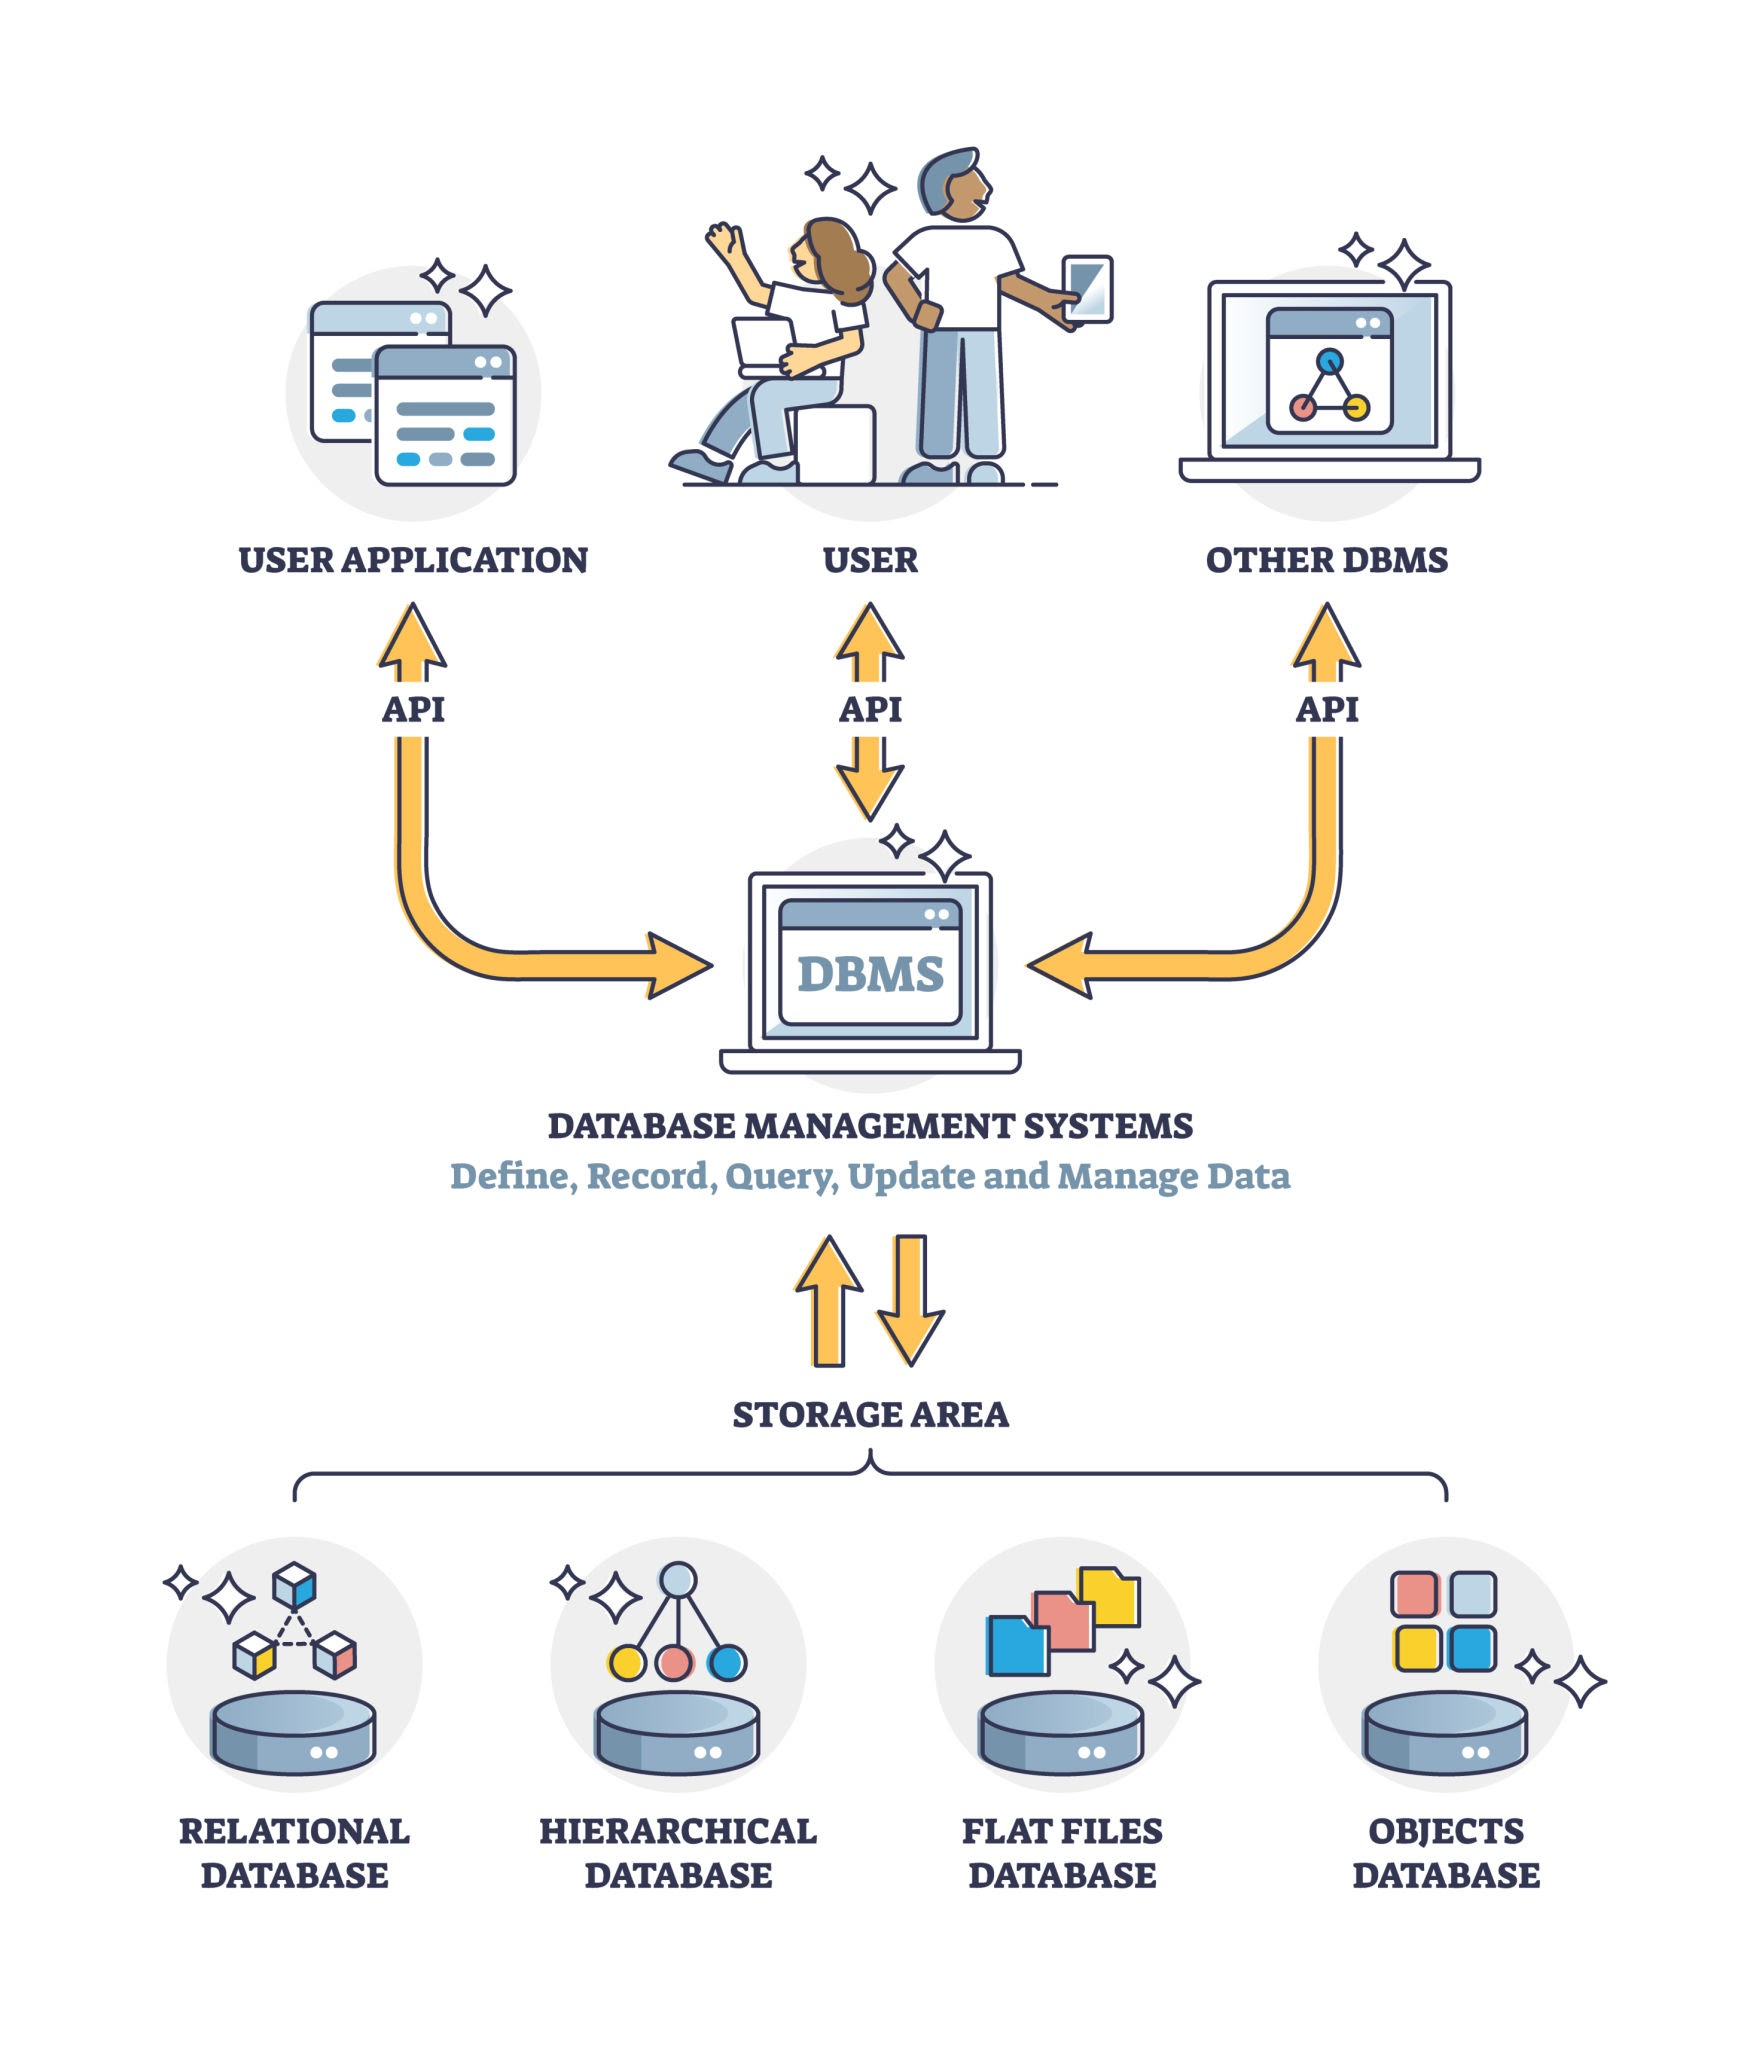 USER APPLICATION
USER
OTHER DBMS
API
API
API
DBMS
DATABASE MANAGEMENT SYSTEMS
Define, Record, Query, Update and Manage Data
STORAGE AREA
RELATIONAL
DATABASE
HIERARCHICAL
DATABASE
FLAT FILES
DATABASE
OBJECTS
DATABASE